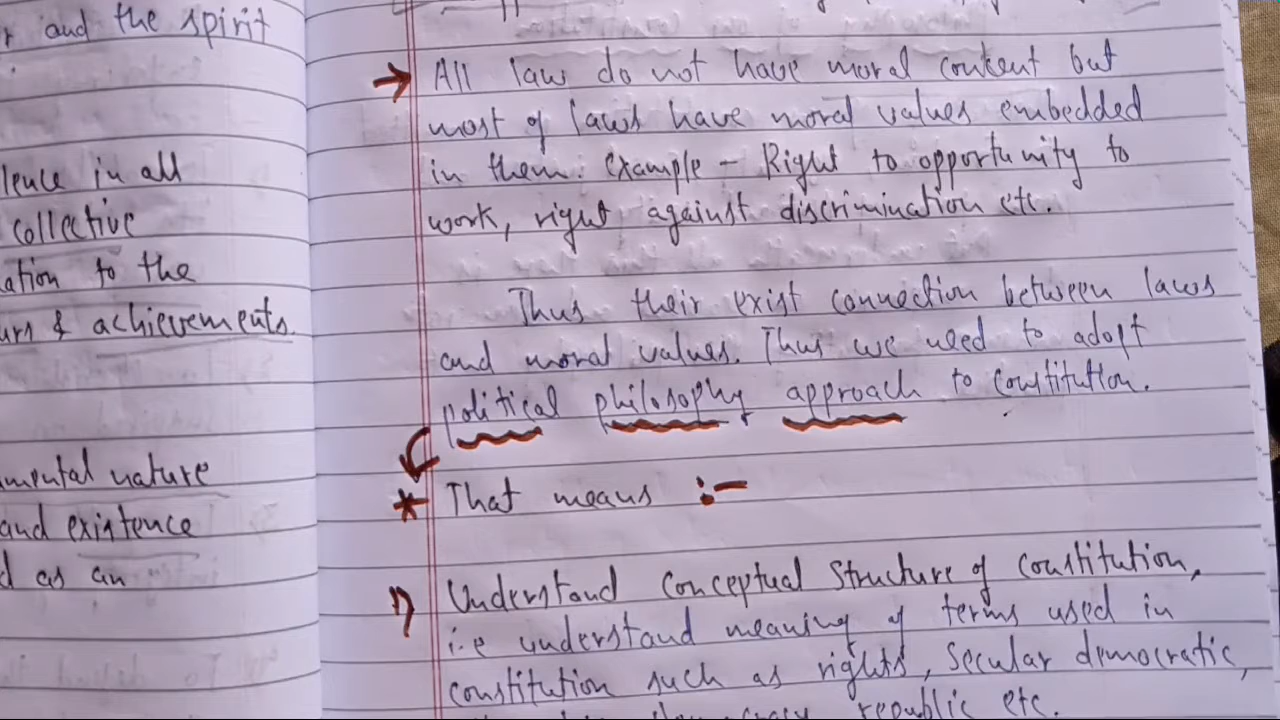 r and the spirit
lence in all
collective
ation to the
urs & achievements.
mental nature
and existence
d as an
→ All law do not have moral content but
most of laws have moral values embedded
in them. Example - Right to opportunity to
work, right against discrimination etc.
Thus their exist connection between laws
and moral values. Thus we need to adopt
political philosophy approach to constitution.
* That means :-
1) Understand conceptual structure of constitution,
i.e understand meaning of terms used in
constitution such as rights, secular democratic,
republic etc.